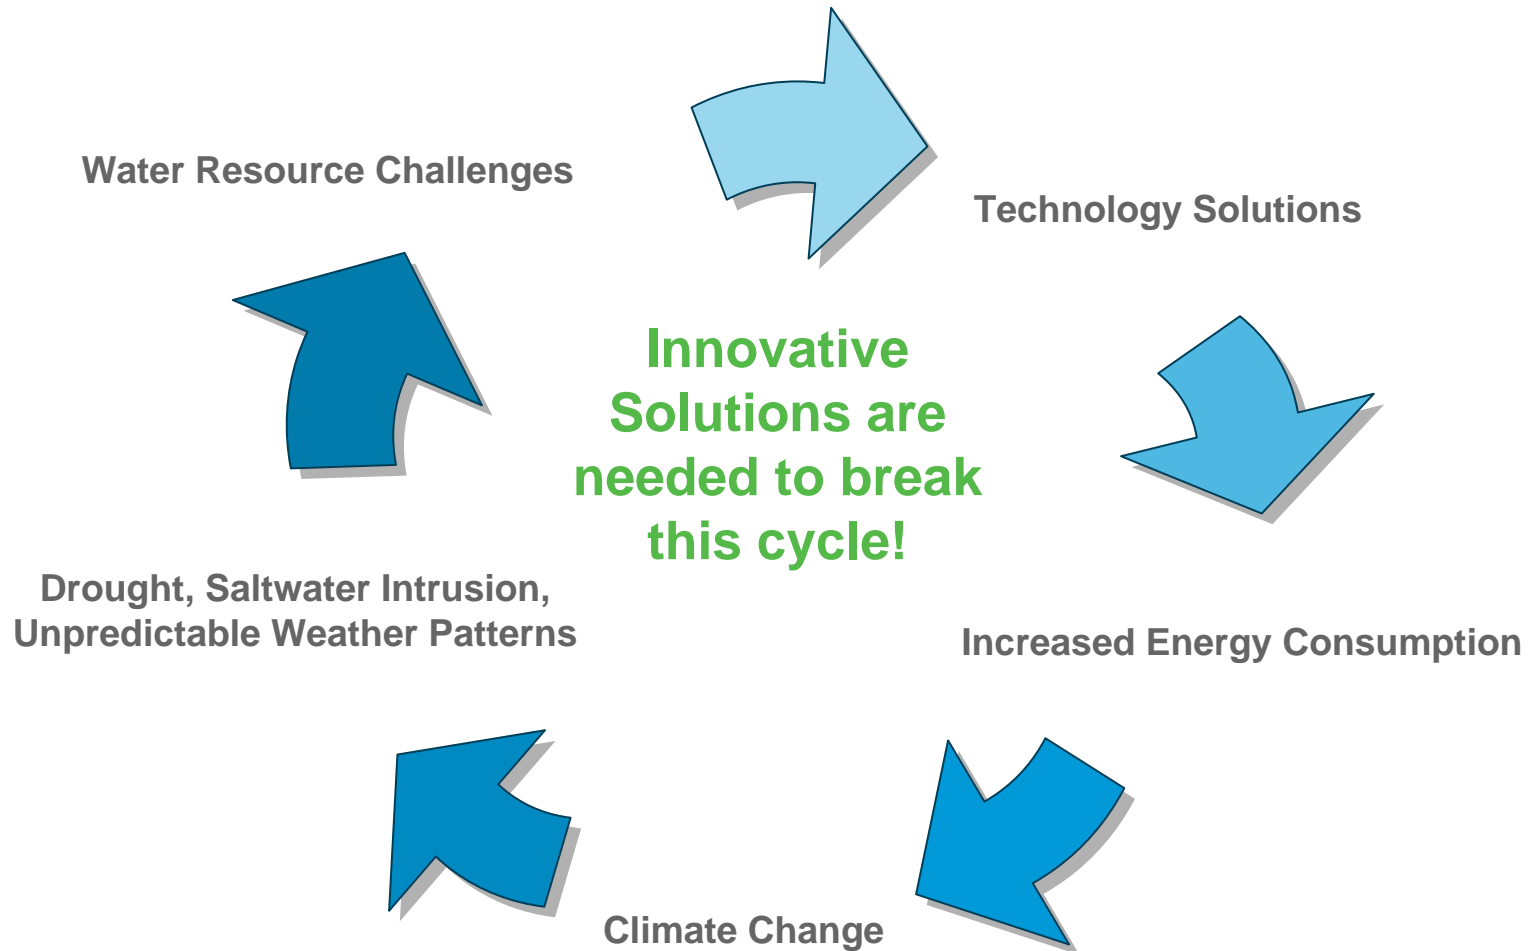 Water Resource Challenges
Technology Solutions
Innovative
Solutions are
needed to break
this cycle!
Drought, Saltwater Intrusion,
Unpredictable Weather Patterns
Increased Energy Consumption
Climate Change